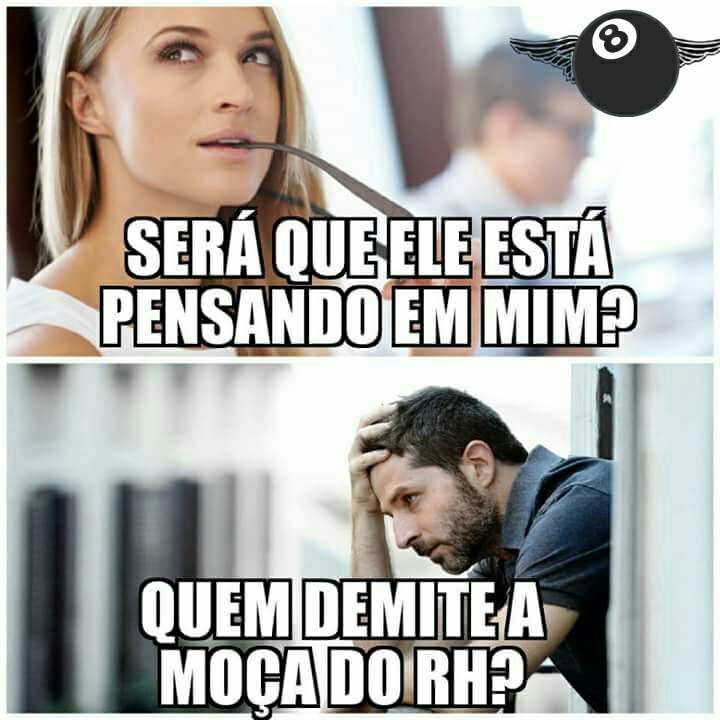 8
SERÁ QUE ELE ESTÁ
PENSANDO EM MIM?
QUEM DEMITE A
MOÇA DO RH?